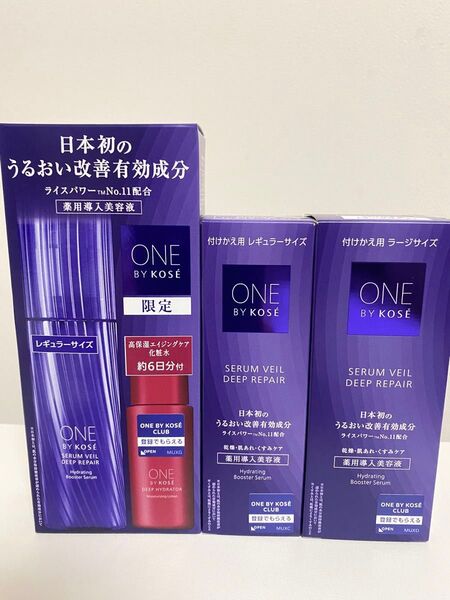 日本初の
うるおい改善有効成分
ライスパワー™No.11配合
薬用導入美容液
ONE
BY KOSÉ
限定
レギュラーサイズ
高保湿エイジングケア
化粧水
約6日分付
ONE
BY KOSÉ
SERUM VEIL
DEEP REPAIR
Hydrating
Booster Serum
ONE BY KOSÉ
CLUB
登録でもらえる
OPEN MUXG
ONE
BY KOSÉ
DEEP HYDRATOR
Moisturizing Lotion
付けかえ用 レギュラーサイズ
ONE
BY KOSÉ
SERUM VEIL
DEEP REPAIR
日本初の
うるおい改善有効成分
ライスパワー™No.11配合
乾燥・肌あれ・くすみケア
薬用導入美容液
Hydrating
Booster Serum
ONE BY KOSÉ
CLUB
登録でもらえる
OPEN MUXC
付けかえ用 ラージサイズ
ONE
BY KOSÉ
SERUM VEIL
DEEP REPAIR
日本初の
うるおい改善有効成分
ライスパワー™No.11配合
乾燥・肌あれ・くすみケア
薬用導入美容液
Hydrating
Booster Serum
ONE BY KOSÉ
CLUB
登録でもらえる
OPEN MUXD